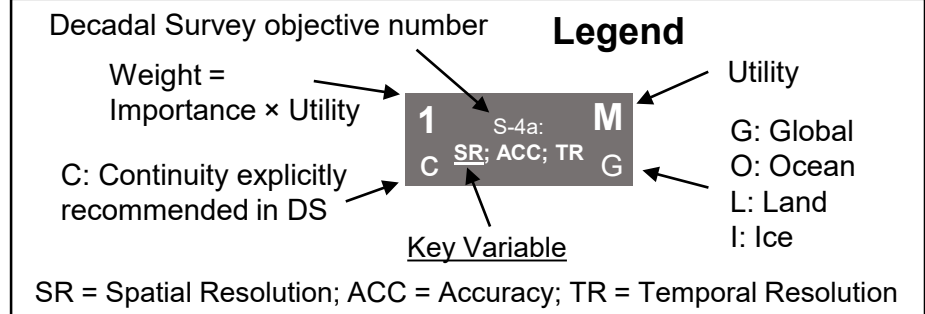 Decadal Survey objective number
Legend
Weight =
Importance × Utility
Utility
1
S-4a:
M
SR; ACC; TR
C
G
C: Continuity explicitly
recommended in DS
G: Global
O: Ocean
L: Land
I: Ice
Key Variable
SR = Spatial Resolution; ACC = Accuracy; TR = Temporal Resolution